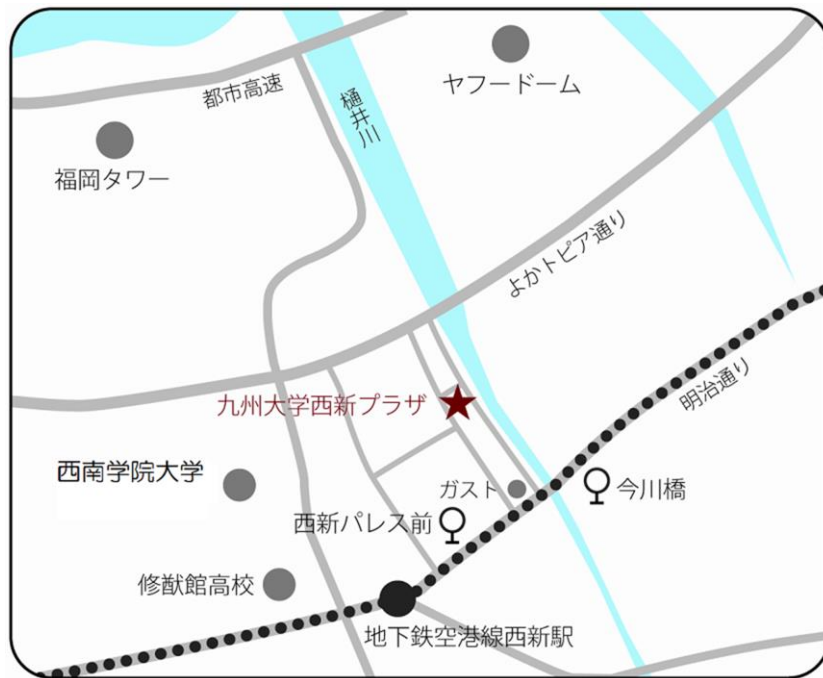 ヤフードーム
都市高速
樋井川
福岡タワー
よかトピア通り
明治通り
九州大学西新プラザ
西南学院大学
ガスト
今川橋
西新パレス前
修猷館高校
地下鉄空港線西新駅